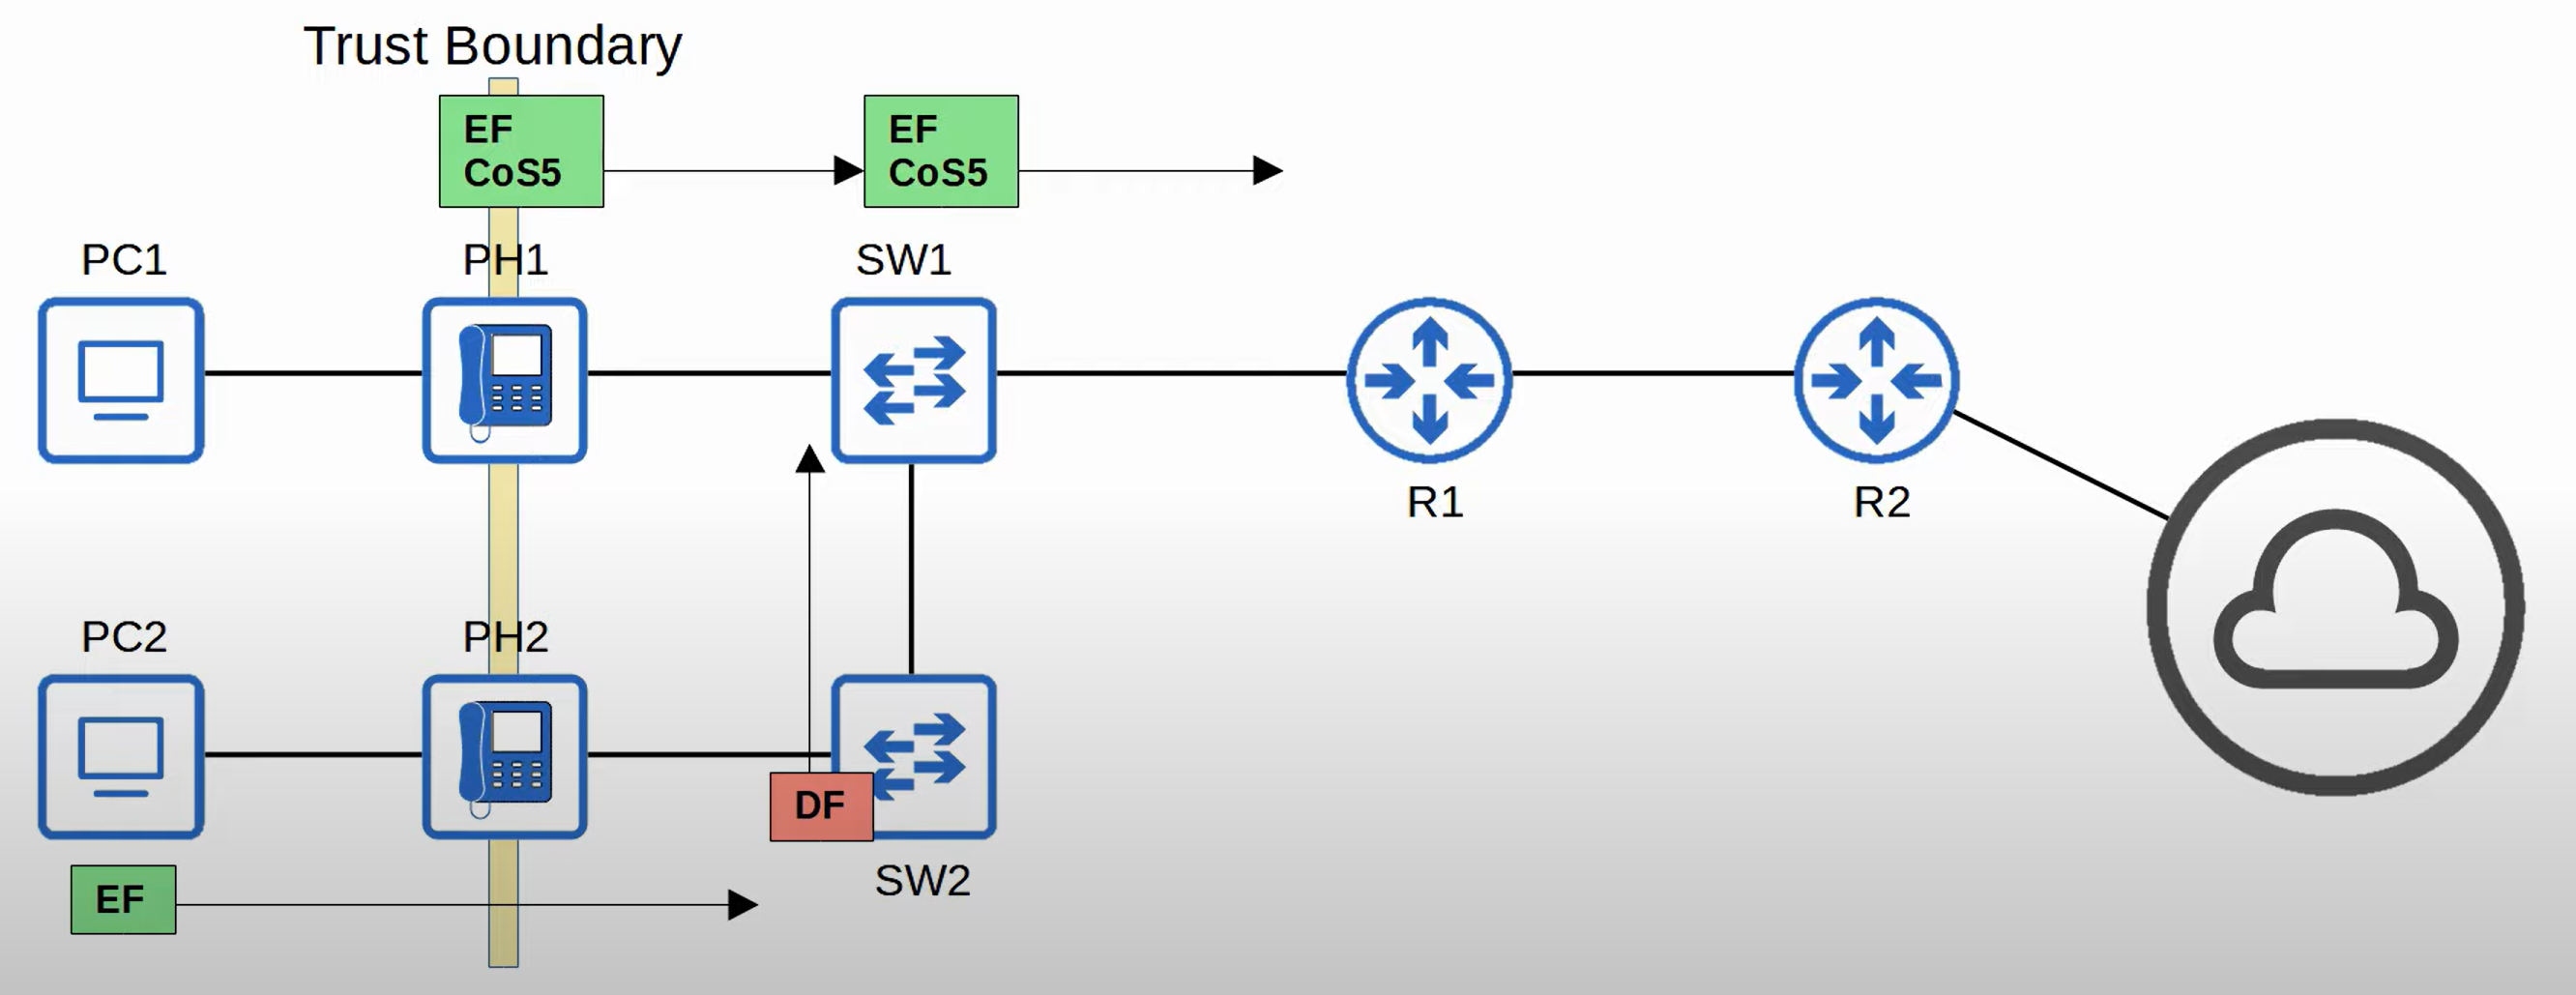 Trust Boundary
EF
CoS5
EF
CoS5
PC1
PH1
SW1
R1
R2
PC2
PH2
DF
SW2
EF